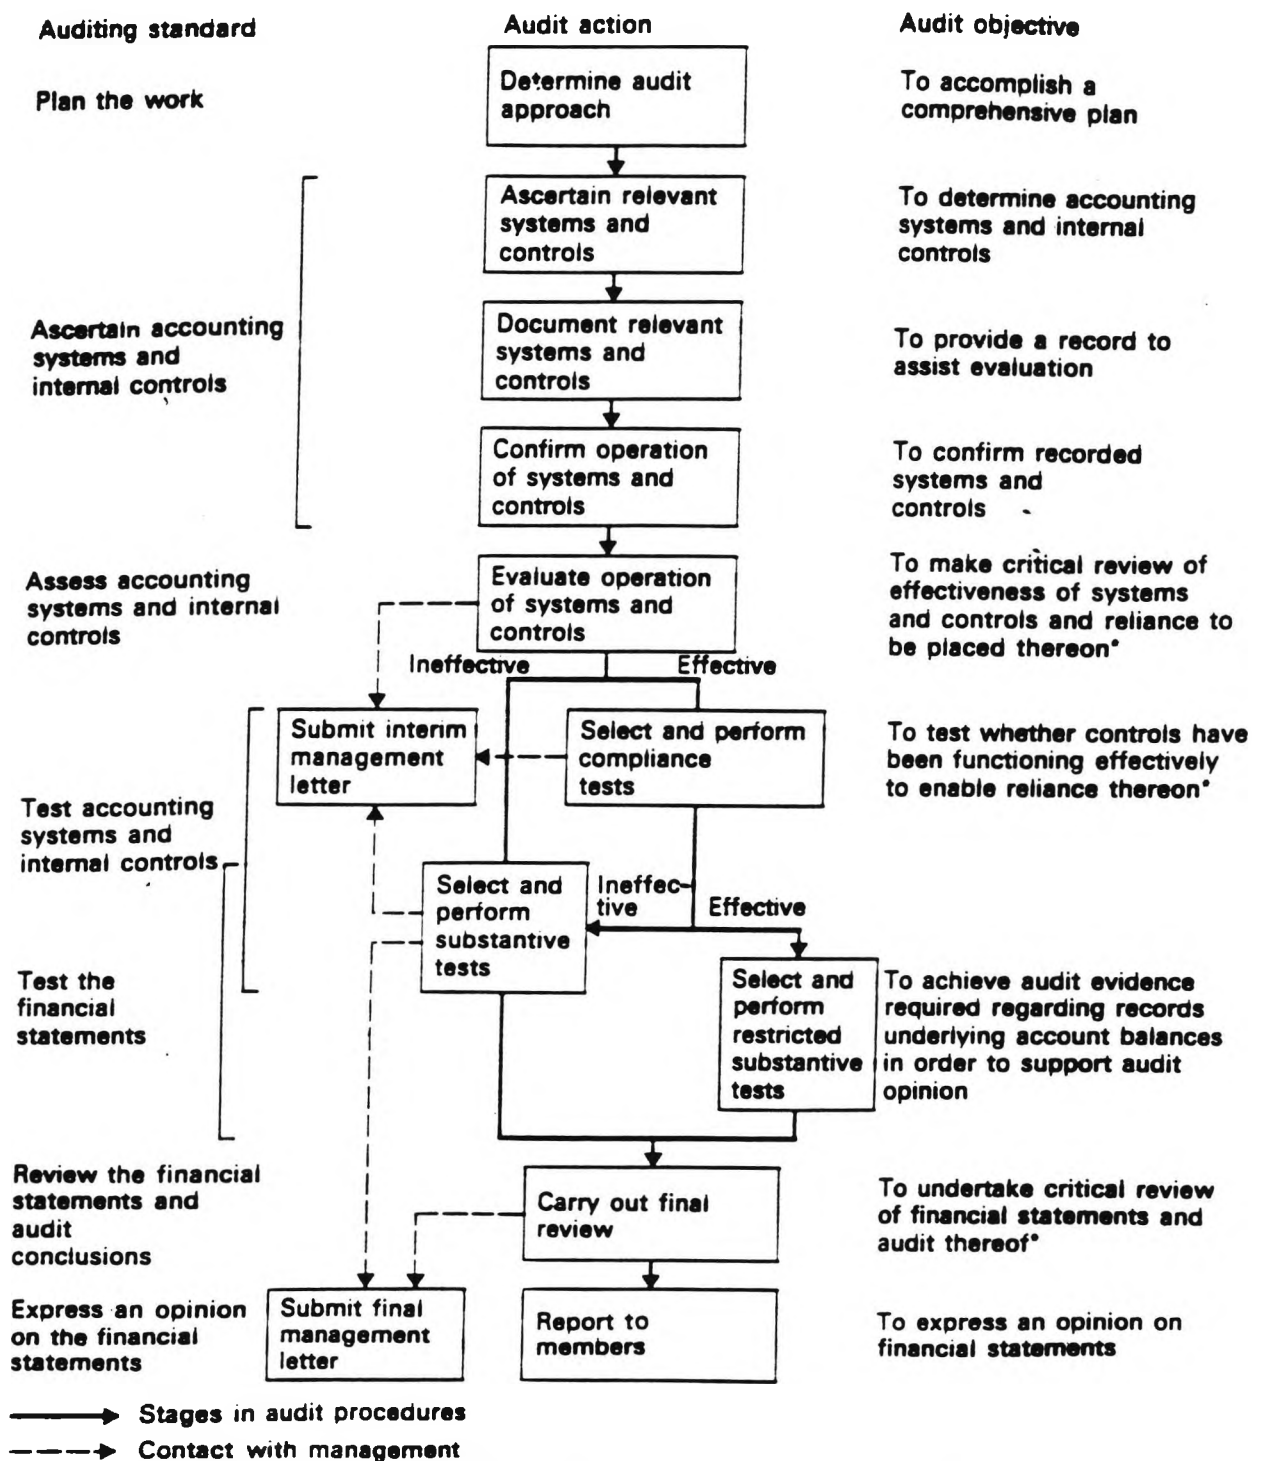 Auditing standard
Audit action
Audit objective
Plan the work
Determine audit
approach
To accomplish a
comprehensive plan
Ascertain relevant
systems and
controls
To determine accounting
systems and internal
controls
Ascertain accounting
systems and
internal controls
Document relevant
systems and
controls
To provide a record to
assist evaluation
Confirm operation
of systems and
controls
To confirm recorded
systems and
controls
Assess accounting
systems and internal
controls
Evaluate operation
of systems and
controls
To make critical review of
effectiveness of systems
and controls and reliance to
be placed thereon*
Ineffective
Effective
Submit interim
management
letter
Select and perform
compliance
tests
To test whether controls have
been functioning effectively
to enable reliance thereon*
Test accounting
systems and
internal controls
Select and
perform
substantive
tests
Ineffec-
tive
Effective
Test the
financial
statements
Select and
perform
restricted
substantive
tests
To achieve audit evidence
required regarding records
underlying account balances
in order to support audit
opinion
Review the financial
statements and
audit
conclusions
Carry out final
review
To undertake critical review
of financial statements and
audit thereof*
Express an opinion
on the financial
statements
Submit final
management
letter
Report to
members
To express an opinion on
financial statements
Stages in audit procedures
Contact with management